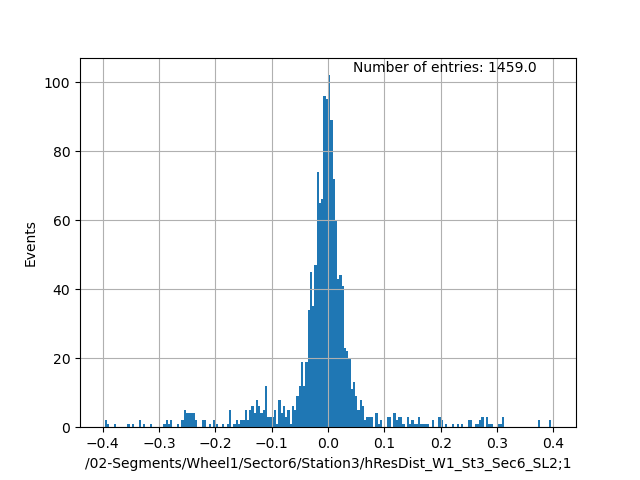 Number of entries: 1459.0
100
80
60
40
20
0
Events
−0.4 −0.3 −0.2 −0.1 0.0 0.1 0.2 0.3 0.4
/02-Segments/Wheel1/Sector6/Station3/hResDist_W1_St3_Sec6_SL2;1